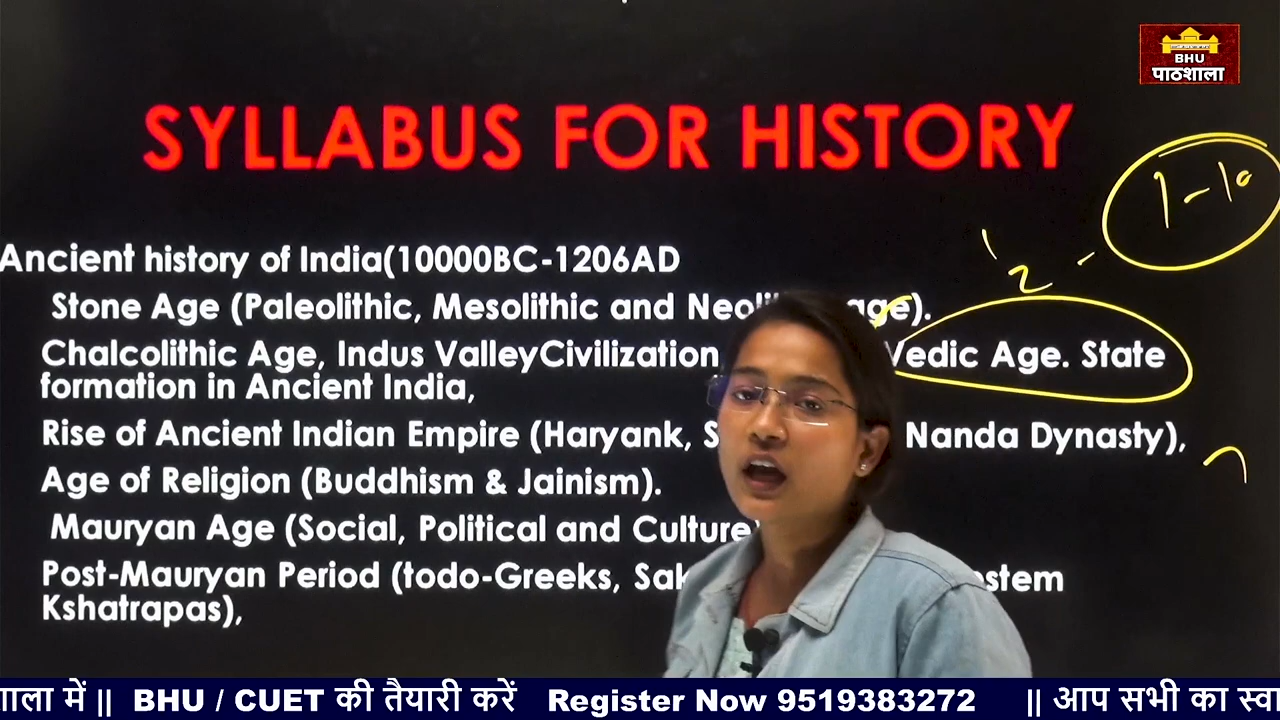 BHU
पाठशाला
SYLLABUS FOR HISTORY
1-10
1
2 -
Ancient history of India(10000BC-1206AD
Stone Age (Paleolithic, Mesolithic and age).
Chalcolithic Age, Indus ValleyCivilization Vedic Age. State
formation in Ancient India,
Rise of Ancient Indian Empire (Haryank, Nanda Dynasty),
Age of Religion (Buddhism & Jainism).
Mauryan Age (Social, Political and Culture
Post-Mauryan Period (todo-Greeks,
Kshatrapas),
में || BHU / CUET की तैयारी करें Register Now 9519383272 || आप सभी का